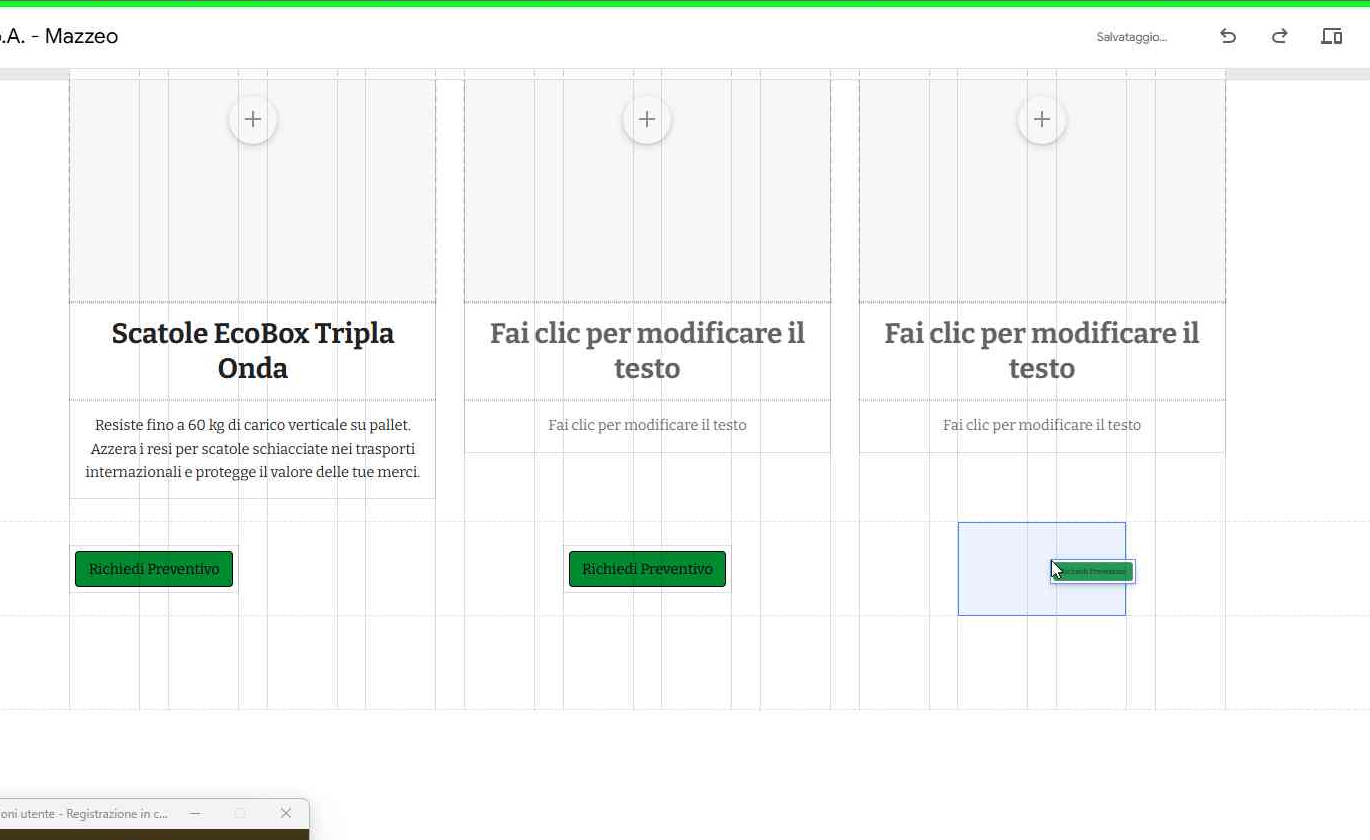 .A. - Mazzeo
Salvataggio...
Scatole EcoBox Tripla
Onda
Fai clic per modificare il
testo
Fai clic per modificare il
testo
Resiste fino a 60 kg di carico verticale su pallet.
Azzera i resi per scatole schiacciate nei trasporti
internazionali e protegge il valore delle tue merci.
Fai clic per modificare il testo
Fai clic per modificare il testo
Richiedi Preventivo
Richiedi Preventivo
Richiedi Preventivo
oni utente - Registrazione in c...